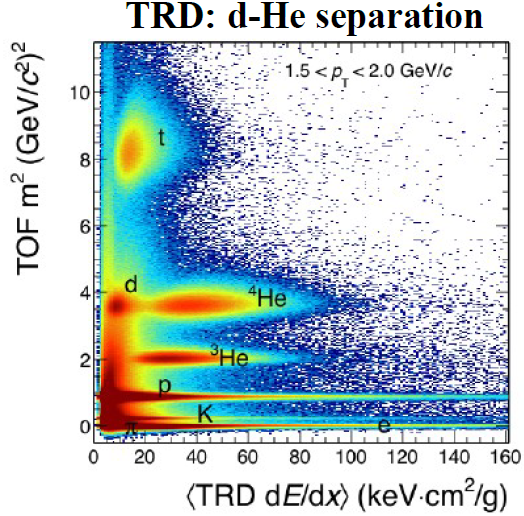 TRD: d-He separation
1.5 < p_T < 2.0 GeV/c
TOF m² (GeV/c²)²
10
8
6
4
2
0
t
d
⁴He
³He
p
K
π
e
0 20 40 60 80 100 120 140 160
⟨TRD dE/dx⟩ (keV·cm²/g)